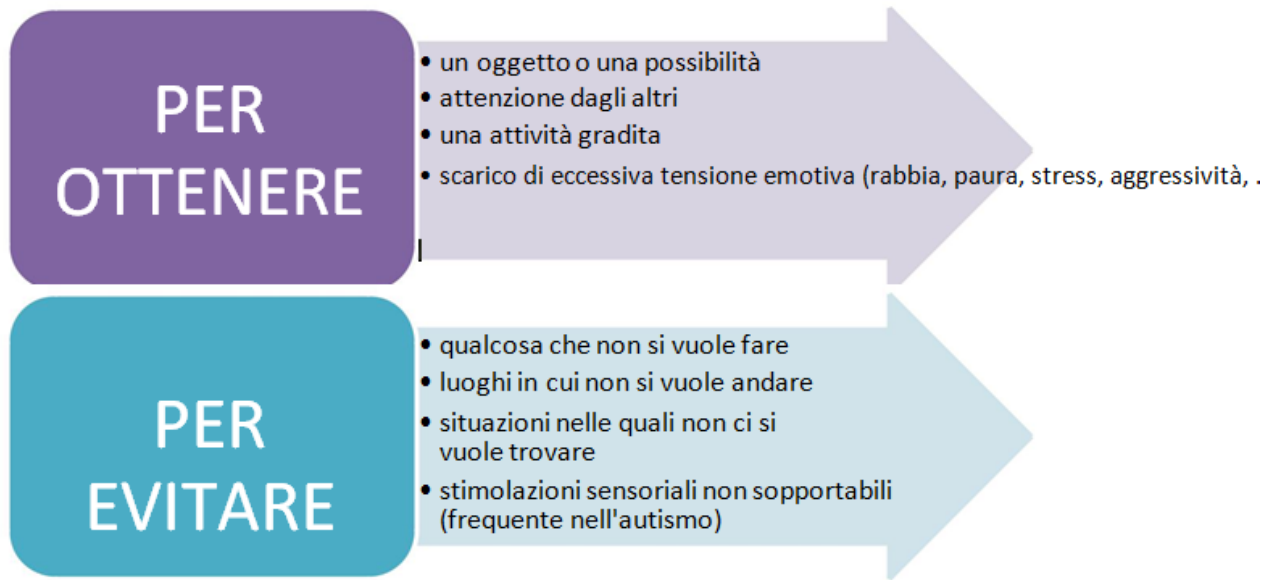 PER
OTTENERE
• un oggetto o una possibilità
• attenzione dagli altri
• una attività gradita
• scarico di eccessiva tensione emotiva (rabbia, paura, stress, aggressività, .
PER
EVITARE
• qualcosa che non si vuole fare
• luoghi in cui non si vuole andare
• situazioni nelle quali non ci si
vuole trovare
• stimolazioni sensoriali non sopportabili
(frequente nell'autismo)